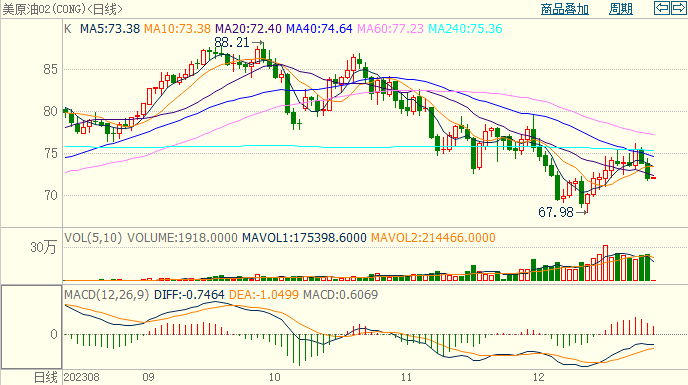 美原油02(CONG)<日线> 商品叠加 周期
K MA5:73.38 MA10:73.38 MA20:72.40 MA40:74.64 MA60:77.23 MA240:75.36
88.21
85
80
75
70
67.98
VOL(5,10) VOLUME:1918.0000 MAVOL1:175398.6000 MAVOL2:214466.0000
30万
MACD(12,26,9) DIFF:-0.7464 DEA:-1.0499 MACD:0.6069
0
日线 202308 09 10 11 12